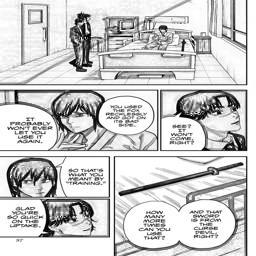 SEE?
IT
WON'T
COME,
RIGHT?
YOU USED
THE FOX
RECKLESSLY
AND GOT ON
ITS BAD
SIDE.
IT
PROBABLY
WON'T EVER
LET YOU
USE IT
AGAIN.
AND THAT
SWORD
IS FROM
THE
CURSE
DEVIL,
RIGHT?
HOW
MANY
MORE
TIMES
CAN YOU
USE
THAT?
SO THAT'S
WHAT YOU
MEANT BY
"TRAINING."
GLAD
YOU'RE
SO QUICK
ON THE
UPTAKE.